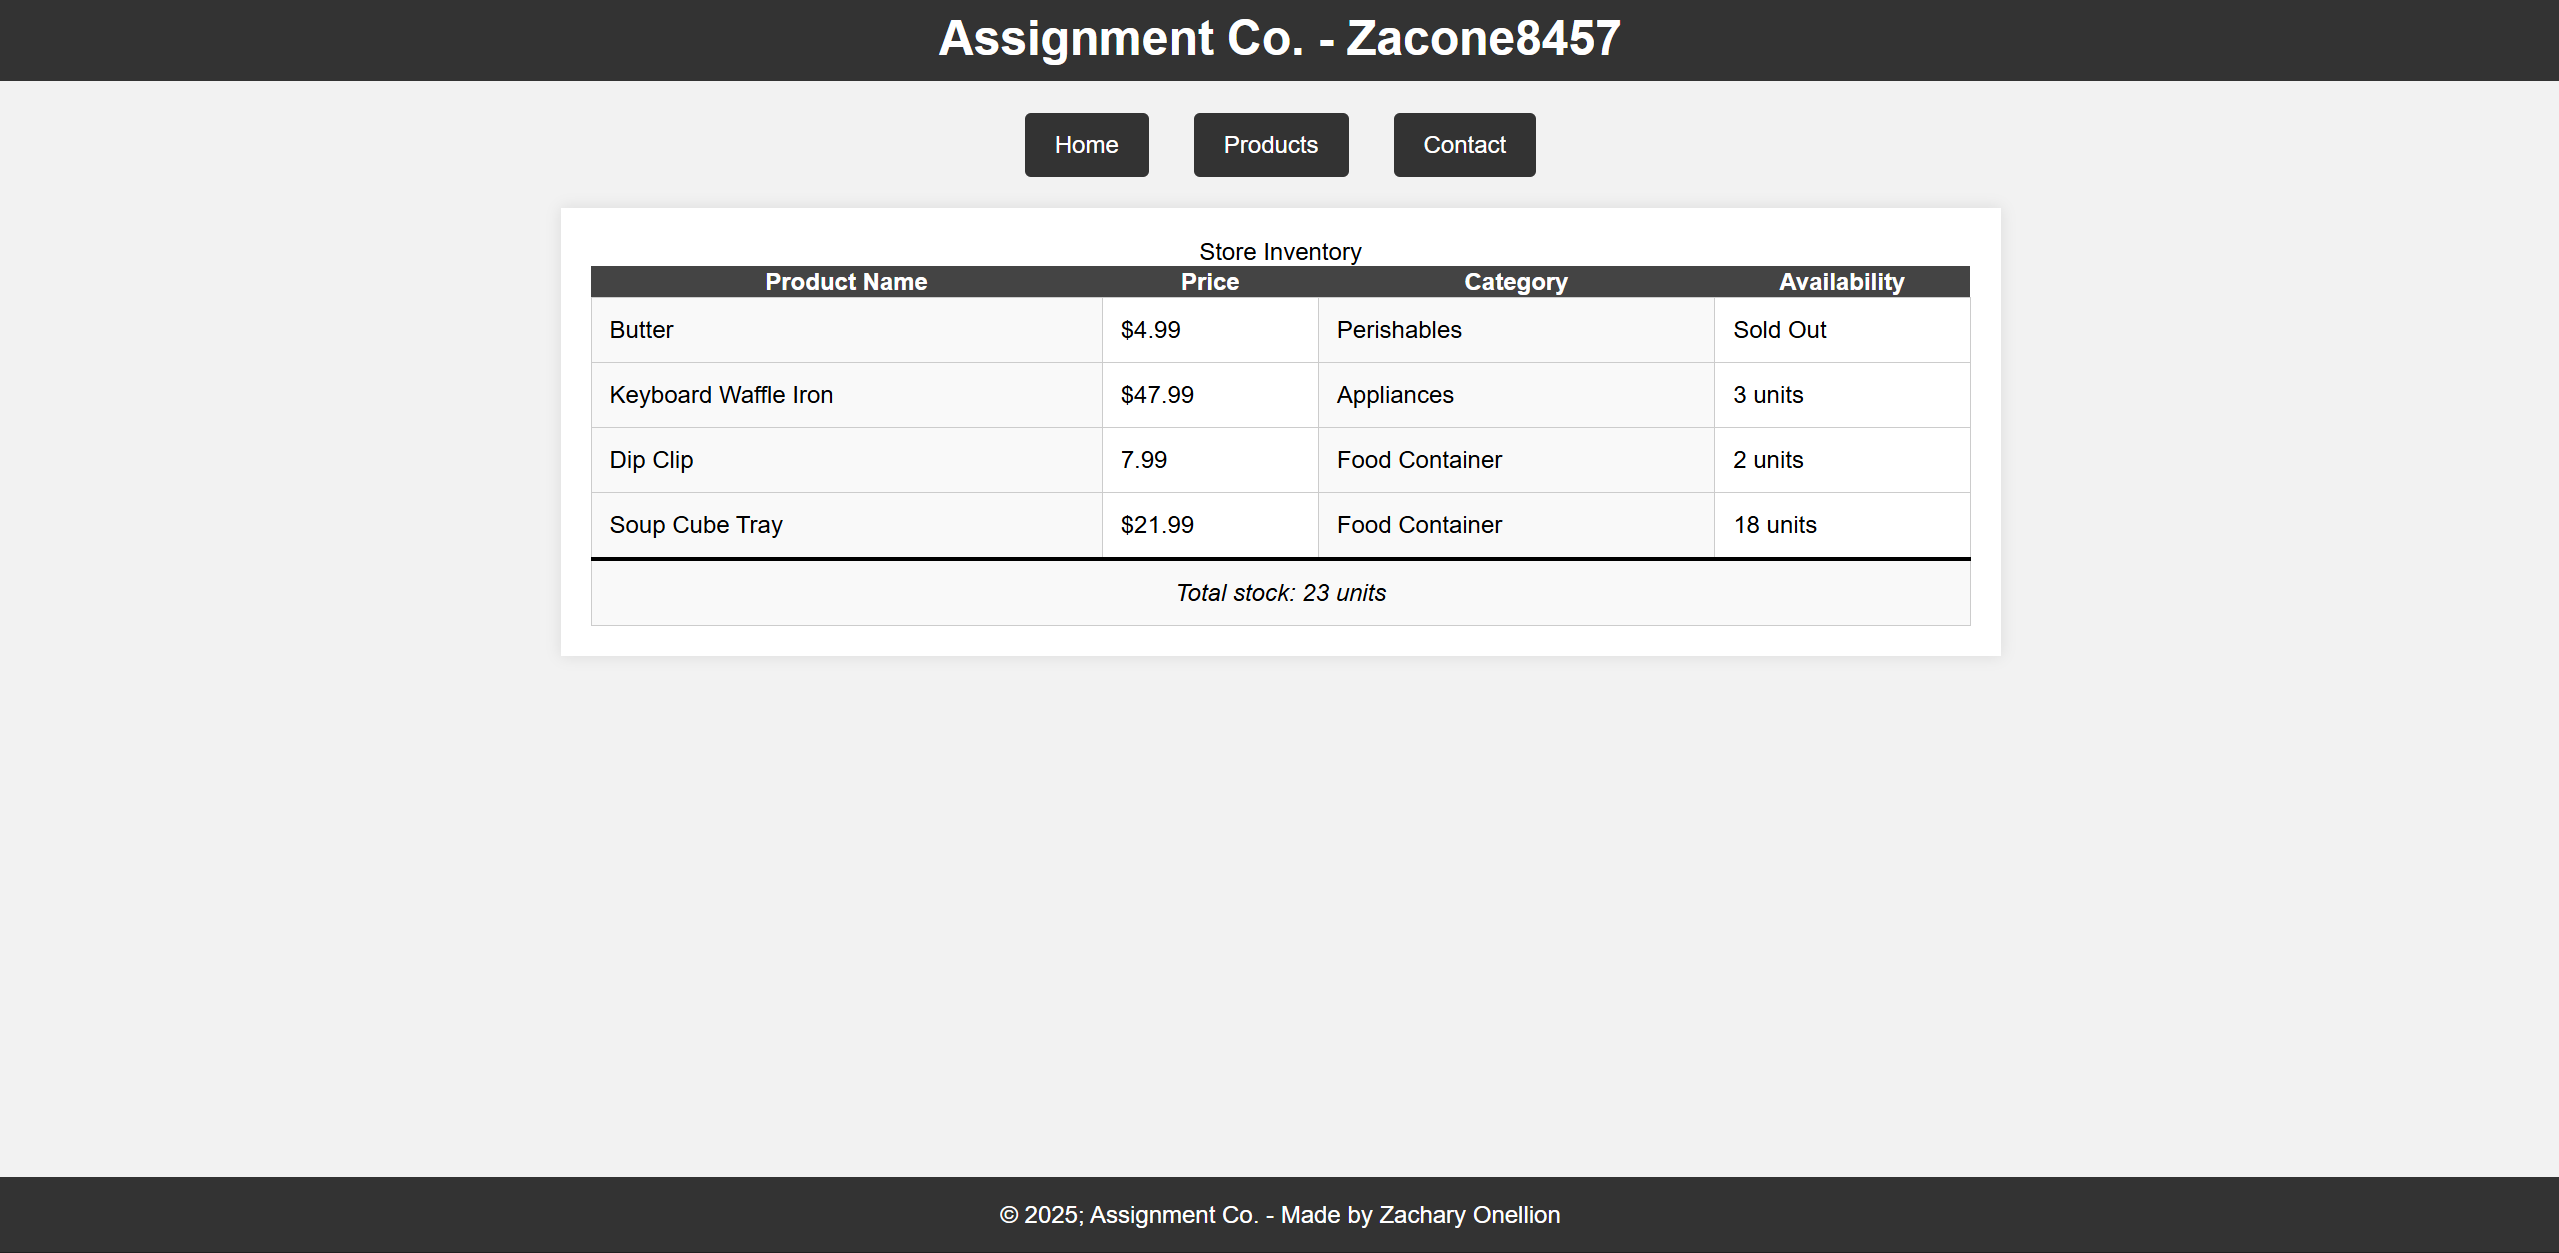 Assignment Co. - Zacone8457
Home Products Contact
Store Inventory
Product Name Price Category Availability
Butter $4.99 Perishables Sold Out
Keyboard Waffle Iron $47.99 Appliances 3 units
Dip Clip 7.99 Food Container 2 units
Soup Cube Tray $21.99 Food Container 18 units
Total stock: 23 units
© 2025; Assignment Co. - Made by Zachary Onellion